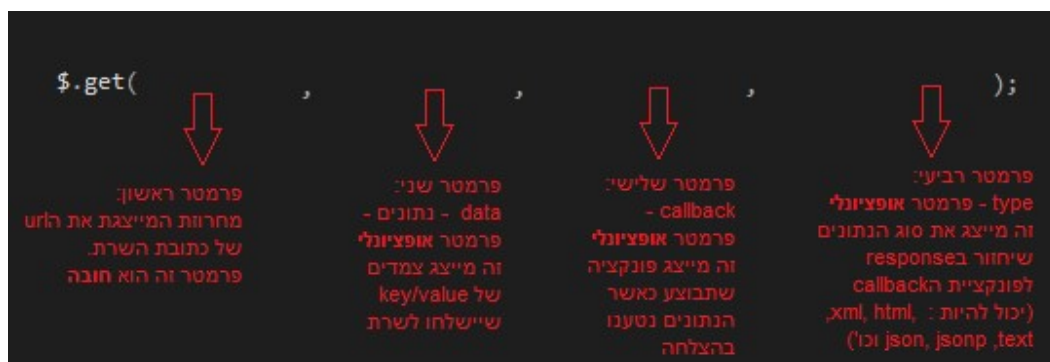 $.get( , , , );
פרמטר ראשון:
מחרוזת המייצגת את הurl
של כתובת השרת.
פרמטר זה הוא חובה
פרמטר שני:
data - נתונים -
פרמטר אופציונלי
זה מייצג צמדים
של key/value
שיישלחו לשרת
פרמטר שלישי:
callback -
פרמטר אופציונלי
זה מייצג פונקציה
שתבוצע כאשר
הנתונים נטענו
בהצלחה
פרמטר רביעי:
type - פרמטר אופציונלי
זה מייצג את סוג הנתונים
שיחזור בresponse
לפונקציית הcallback
(יכול להיות : xml, html,
text, json, jsonp וכו')